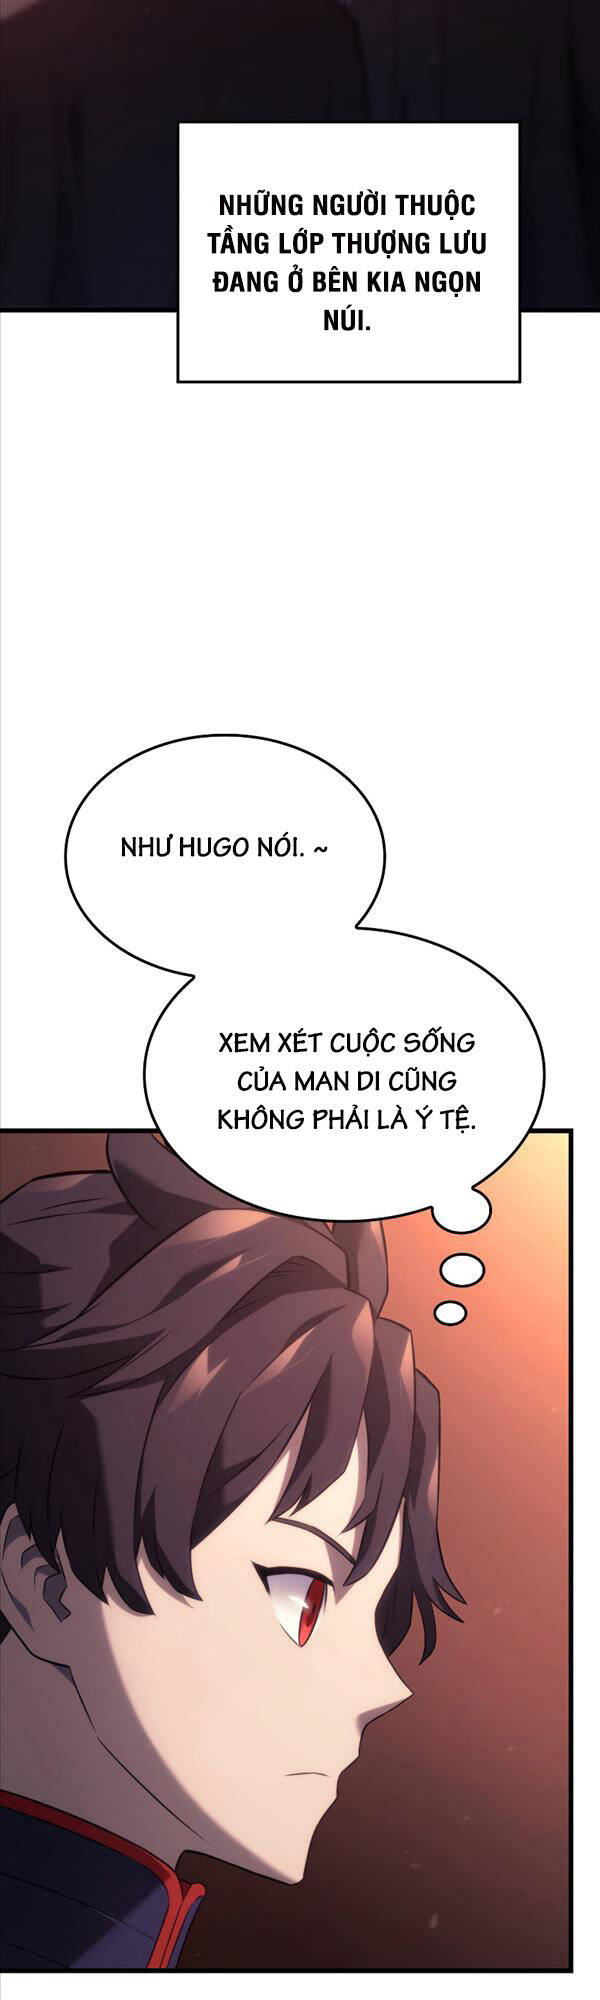 NHỮNG NGƯỜI THUỘC
TẦNG LỚP THƯỢNG LƯU
ĐANG Ở BÊN KIA NGỌN
NÚI.
NHƯ HUGO NÓI. ~
XEM XÉT CUỘC SỐNG
CỦA MAN DI CŨNG
KHÔNG PHẢI LÀ Ý TỆ.